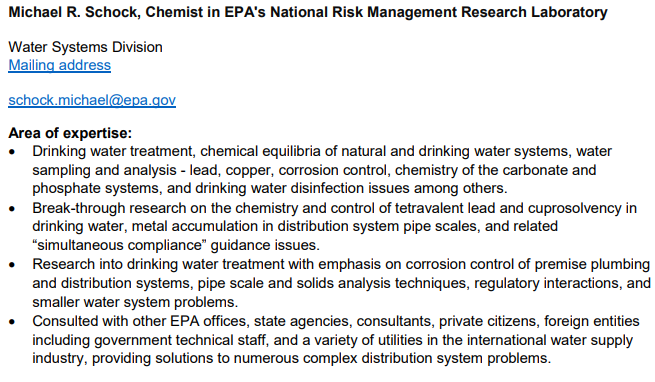 Michael R. Schock, Chemist in EPA's National Risk Management Research Laboratory
Water Systems Division
Mailing address
schock.michael@epa.gov
Area of expertise:
• Drinking water treatment, chemical equilibria of natural and drinking water systems, water
sampling and analysis - lead, copper, corrosion control, chemistry of the carbonate and
phosphate systems, and drinking water disinfection issues among others.
• Break-through research on the chemistry and control of tetravalent lead and cuprosolvency in
drinking water, metal accumulation in distribution system pipe scales, and related
“simultaneous compliance” guidance issues.
• Research into drinking water treatment with emphasis on corrosion control of premise plumbing
and distribution systems, pipe scale and solids analysis techniques, regulatory interactions, and
smaller water system problems.
• Consulted with other EPA offices, state agencies, consultants, private citizens, foreign entities
including government technical staff, and a variety of utilities in the international water supply
industry, providing solutions to numerous complex distribution system problems.